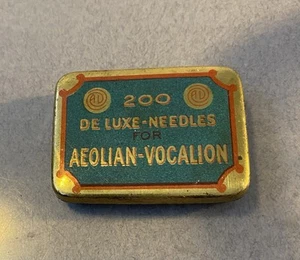 200
DE LUXE-NEEDLES
FOR
AEOLIAN-VOCALION